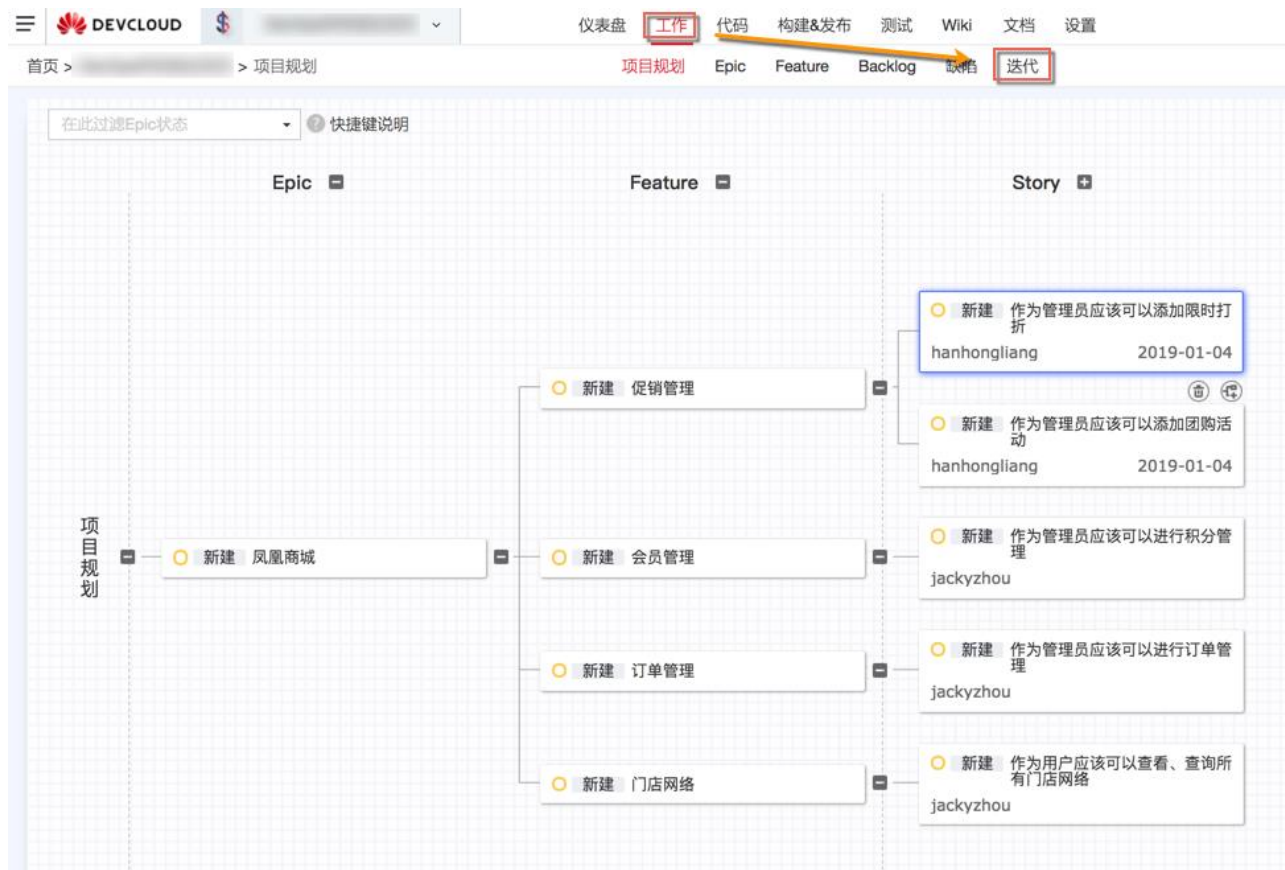 DEVCLOUD
仪表盘 工作 代码 构建&发布 测试 Wiki 文档 设置
首页 > > 项目规划
项目规划 Epic Feature Backlog 缺陷 迭代
在此过滤Epic状态 快捷键说明
Epic Feature Story
新建 作为管理员应该可以添加限时打
折
hanhongliang 2019-01-04
新建 促销管理
新建 作为管理员应该可以添加团购活
动
hanhongliang 2019-01-04
项目规划
新建 凤凰商城
新建 会员管理
新建 作为管理员应该可以进行积分管
理
jackyzhou
新建 订单管理
新建 作为管理员应该可以进行订单管
理
jackyzhou
新建 门店网络
新建 作为用户应该可以查看、查询所
有门店网络
jackyzhou